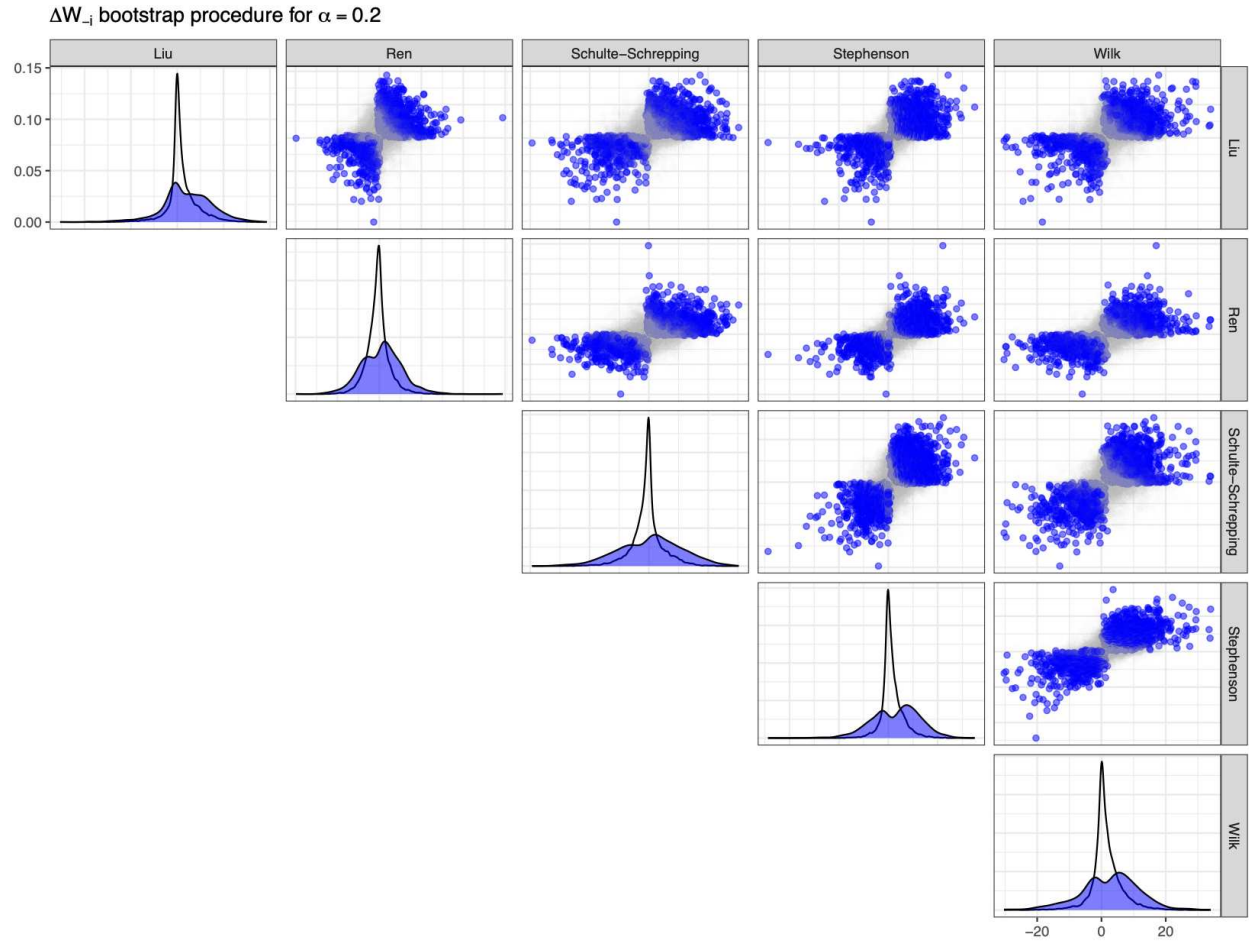 ΔW₋ᵢ bootstrap procedure for α = 0.2
Liu
Ren
Schulte−Schrepping
Stephenson
Wilk
0.15
0.10
0.05
0.00
Liu
Ren
Schulte−Schrepping
Stephenson
Wilk
−20
0
20